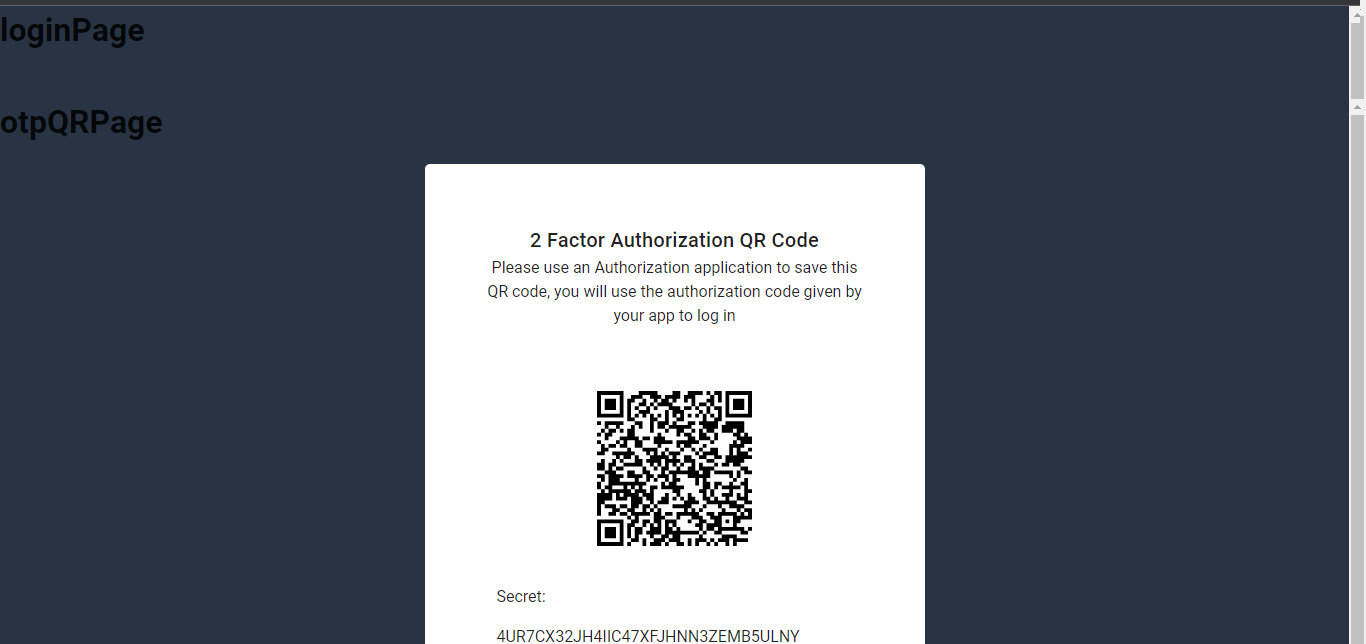 loginPage
otpQRPage
2 Factor Authorization QR Code
Please use an Authorization application to save this
QR code, you will use the authorization code given by
your app to log in
Secret:
4UR7CX32JH4IIC47XFJHNN3ZEMB5ULNY